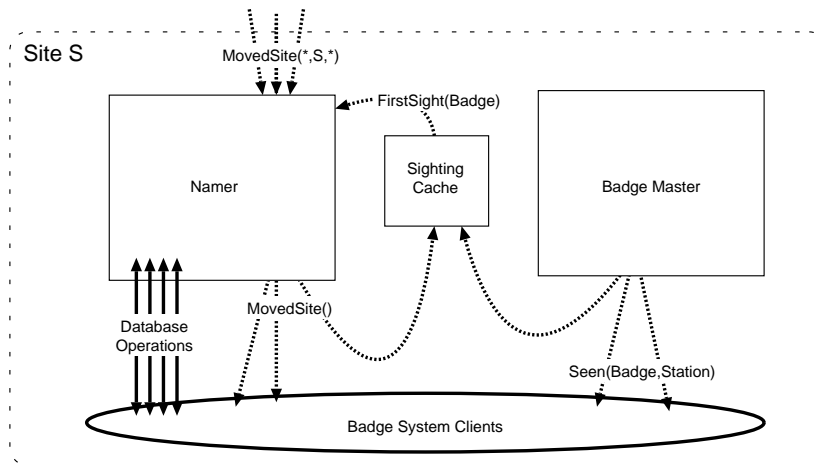 MovedSite(*,S,*)
Site S
FirstSight(Badge)
Namer
Sighting
Cache
Badge Master
MovedSite()
Database
Operations
Seen(Badge,Station)
Badge System Clients